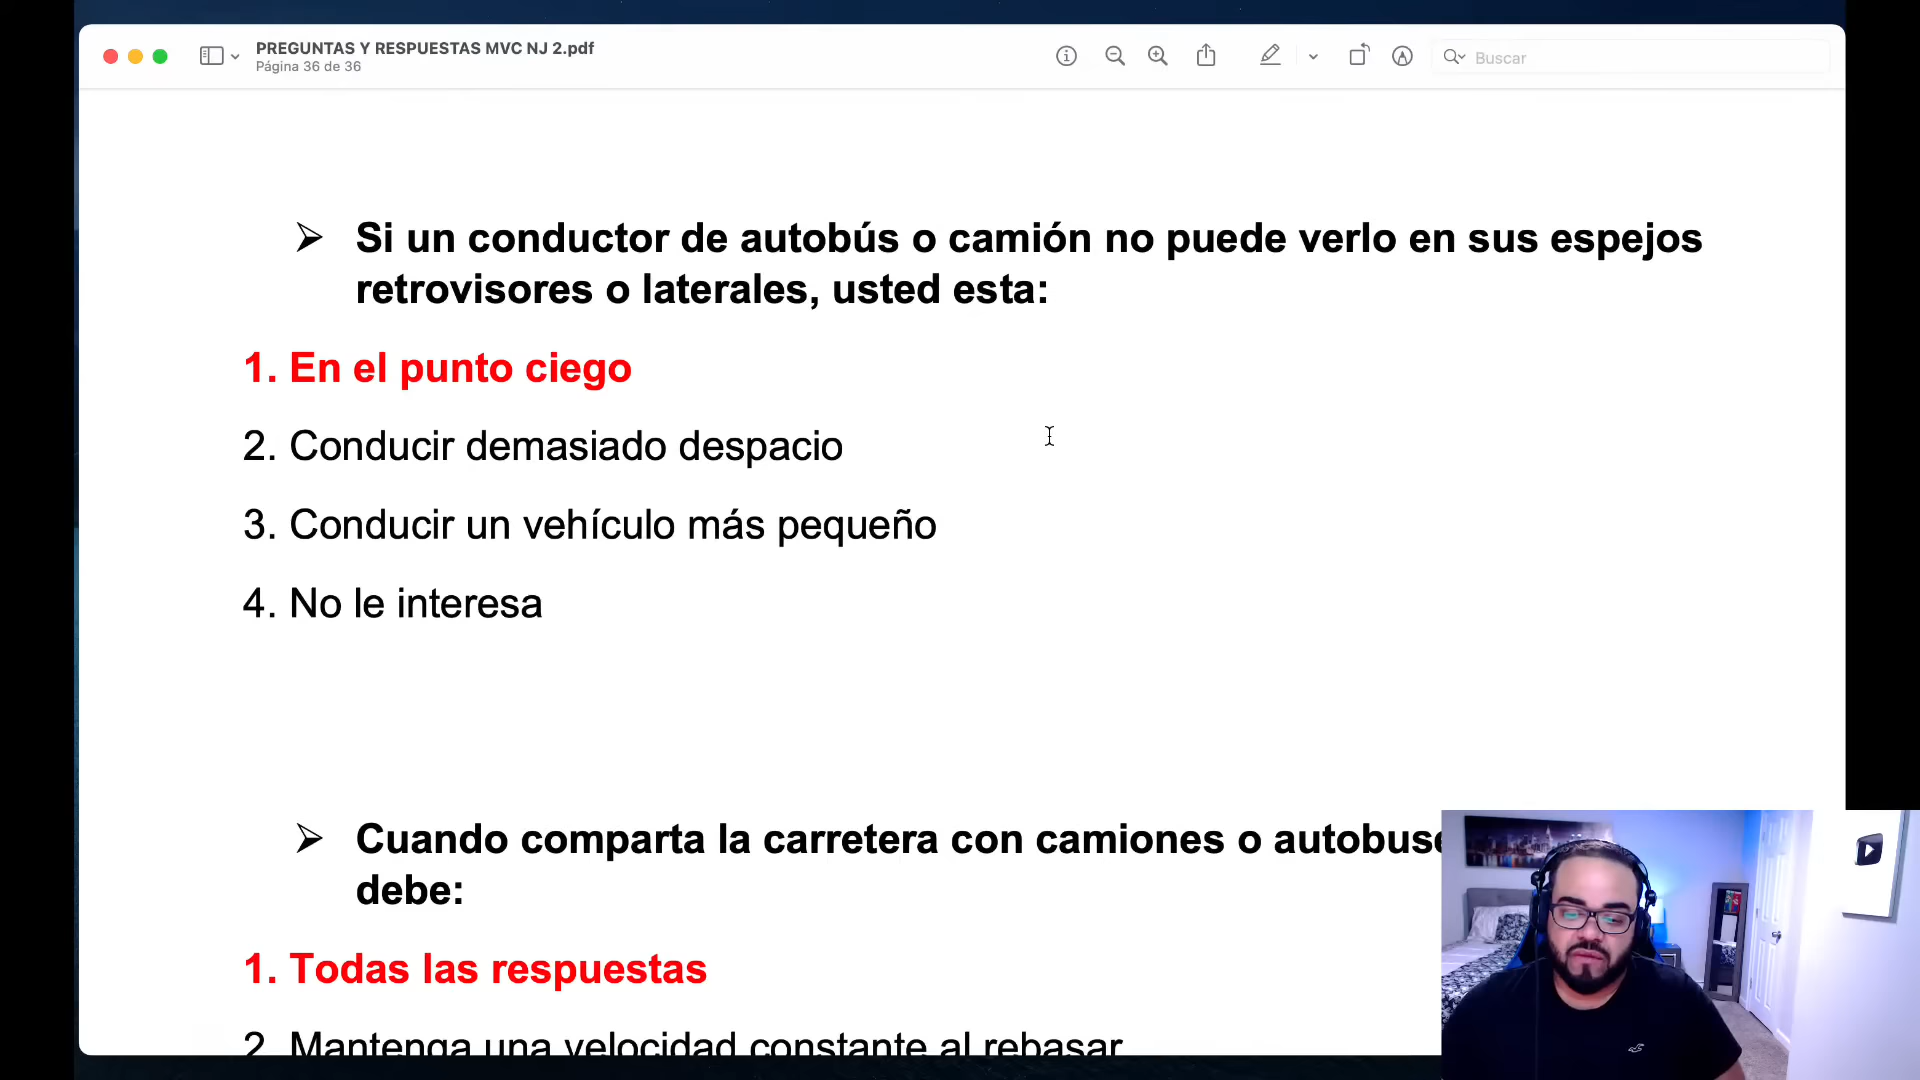 PREGUNTAS Y RESPUESTAS MVC NJ 2.pdf
Página 36 de 36
Buscar
➢ Si un conductor de autobús o camión no puede verlo en sus espejos
retrovisores o laterales, usted esta:
1. En el punto ciego
2. Conducir demasiado despacio
3. Conducir un vehículo más pequeño
4. No le interesa
➢ Cuando comparta la carretera con camiones o autobuse
debe:
1. Todas las respuestas
2. Mantenga una velocidad constante al rebasar